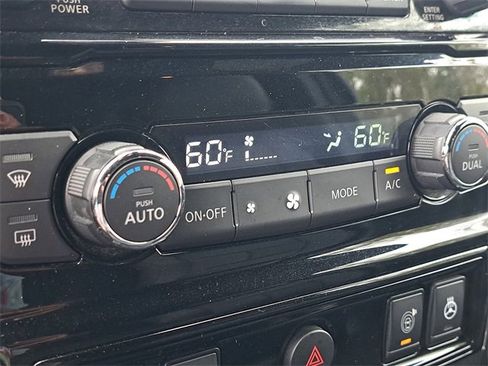 PUSH
POWER
C
ENTER
SETTING
60°F
60°F
PUSH
AUTO
ON·OFF
MODE
A/C
PUSH
DUAL